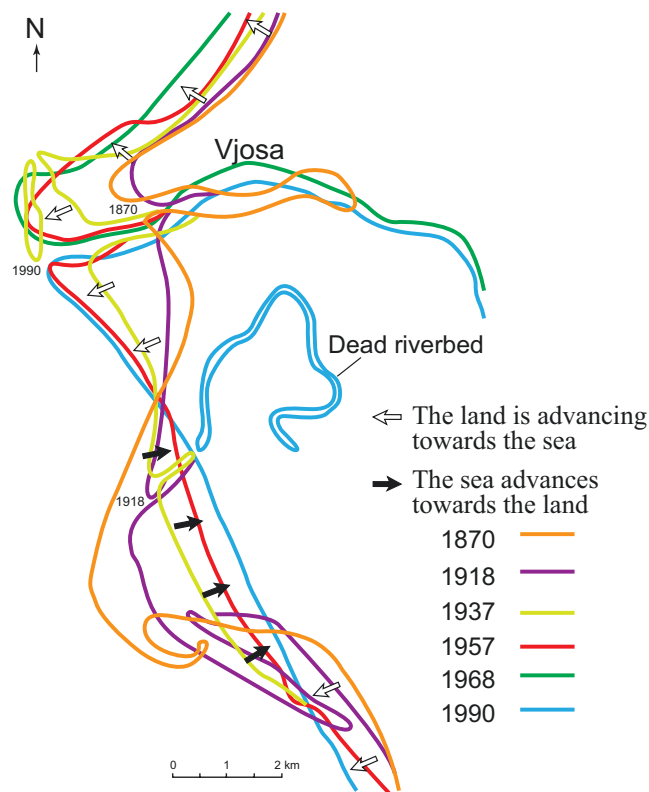 N
Vjosa
1870
1990
Dead riverbed
The land is advancing
towards the sea
The sea advances
towards the land
1918
1870
1918
1937
1957
1968
1990
0 1 2 km